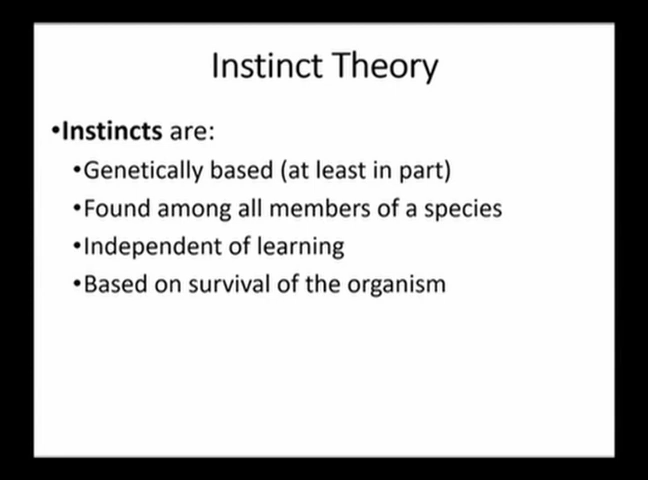 Instinct Theory
•Instincts are:
•Genetically based (at least in part)
•Found among all members of a species
•Independent of learning
•Based on survival of the organism